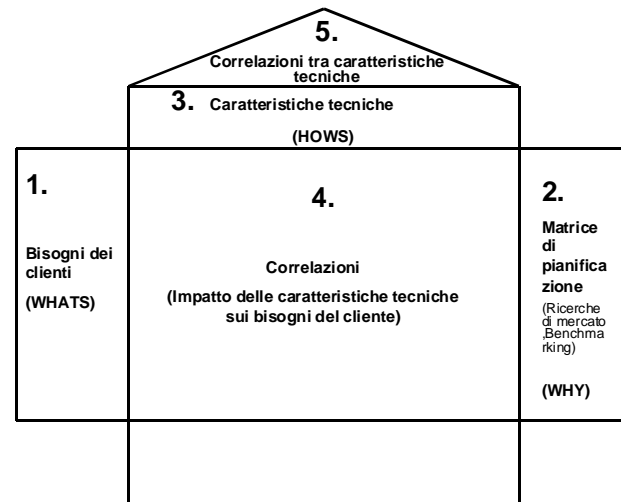 5.
Correlazioni tra caratteristiche
tecniche
3. Caratteristiche tecniche
(HOWS)
1.
Bisogni dei
clienti
(WHATS)
4.
Correlazioni
(Impatto delle caratteristiche tecniche
sui bisogni del cliente)
2.
Matrice
di
pianifica
zione
(Ricerche
di mercato
,Benchma
rking)
(WHY)